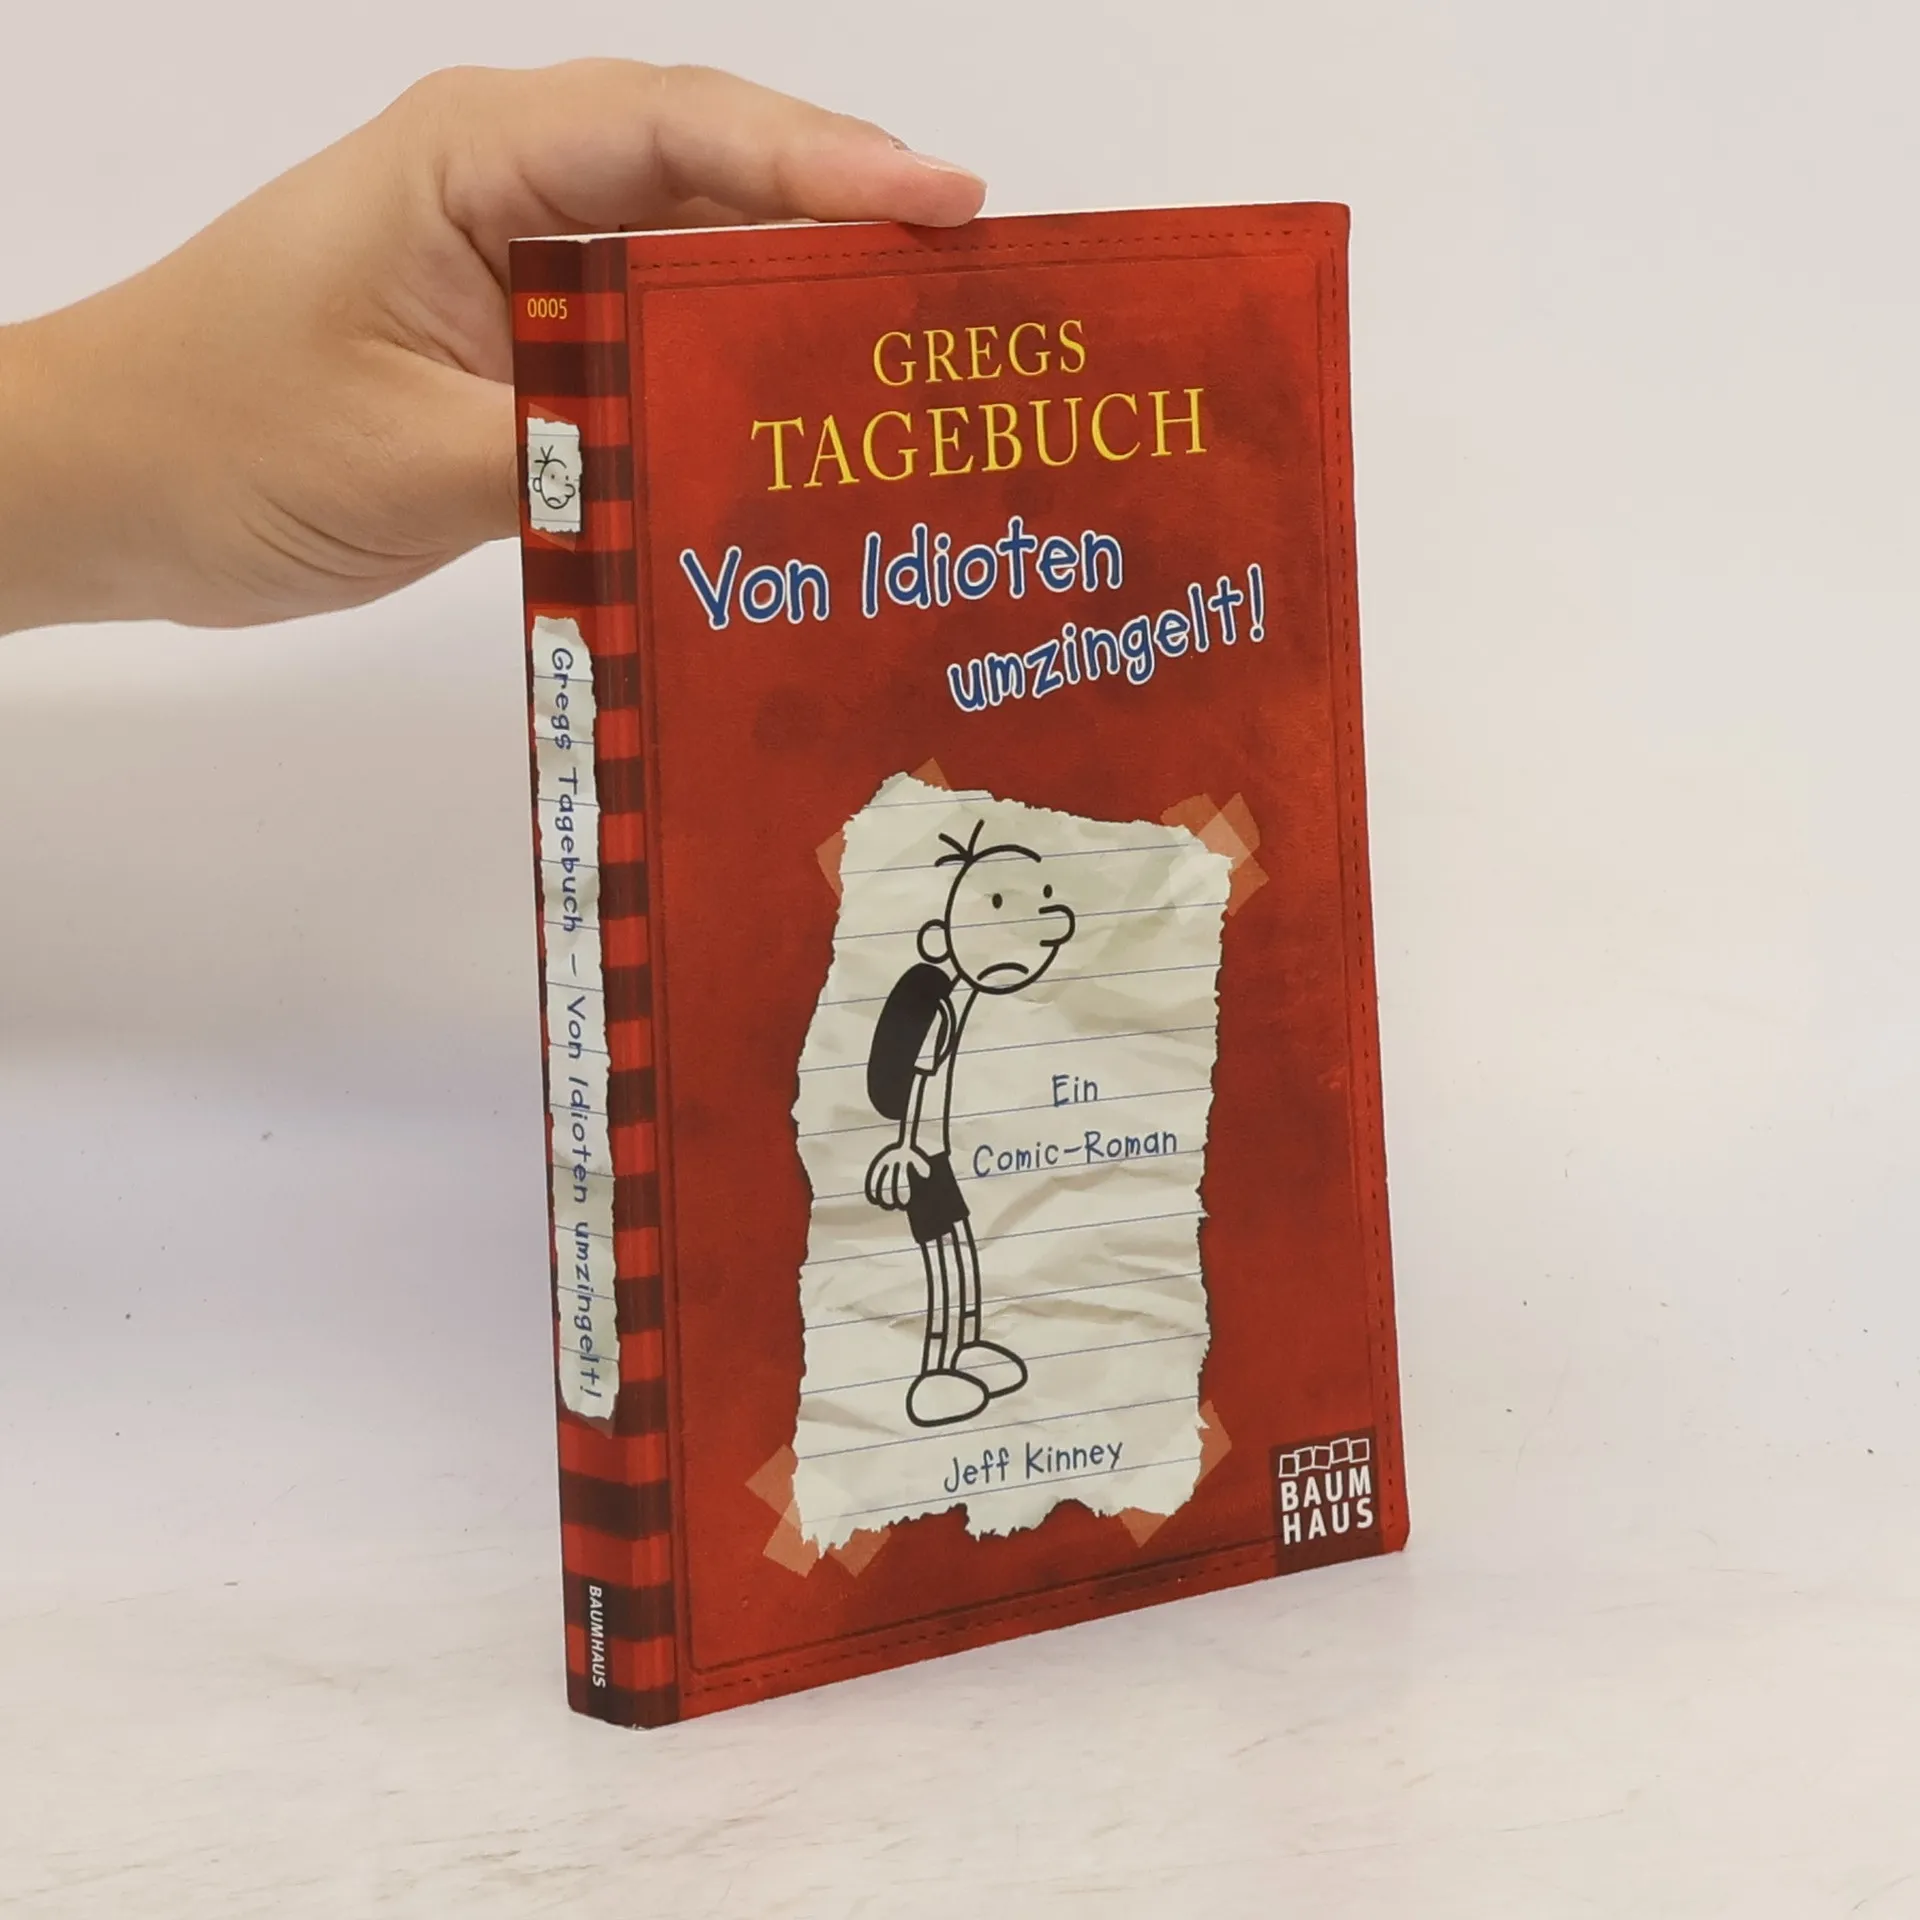 0005
Gregs Tagebuch – Von Idioten umzingelt!
BAUMHAUS
GREGS
TAGEBUCH
Von Idioten
umzingelt!
Ein
Comic-Roman
Jeff Kinney
BAUM
HAUS